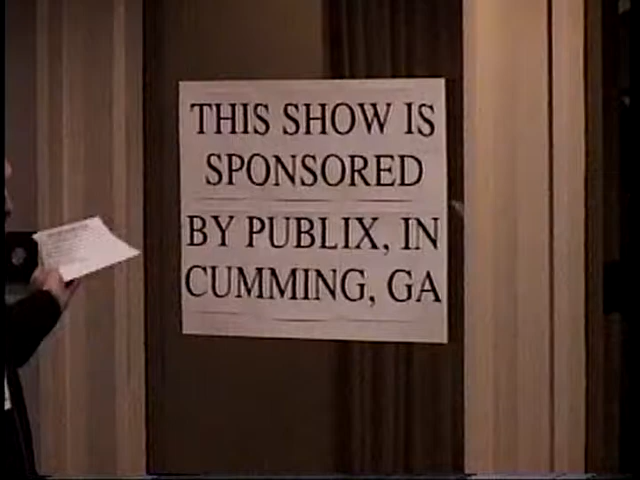 THIS SHOW IS
SPONSORED
BY PUBLIX, IN
CUMMING, GA